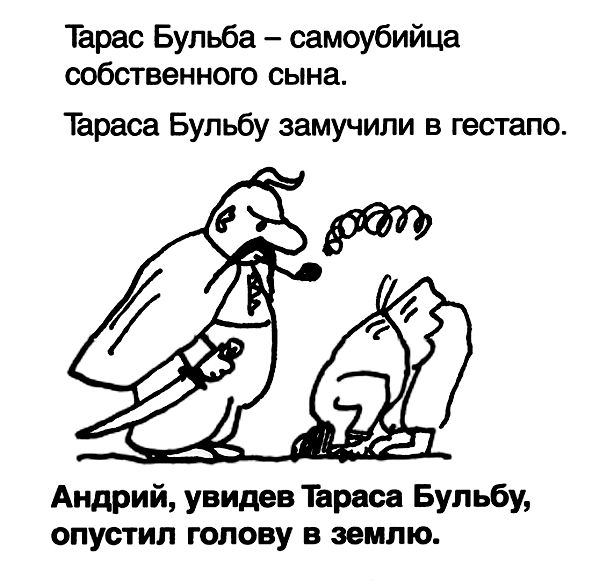 Тарас Бульба – самоубийца
собственного сына.
Тараса Бульбу замучили в гестапо.
Андрий, увидев Тараса Бульбу,
опустил голову в землю.